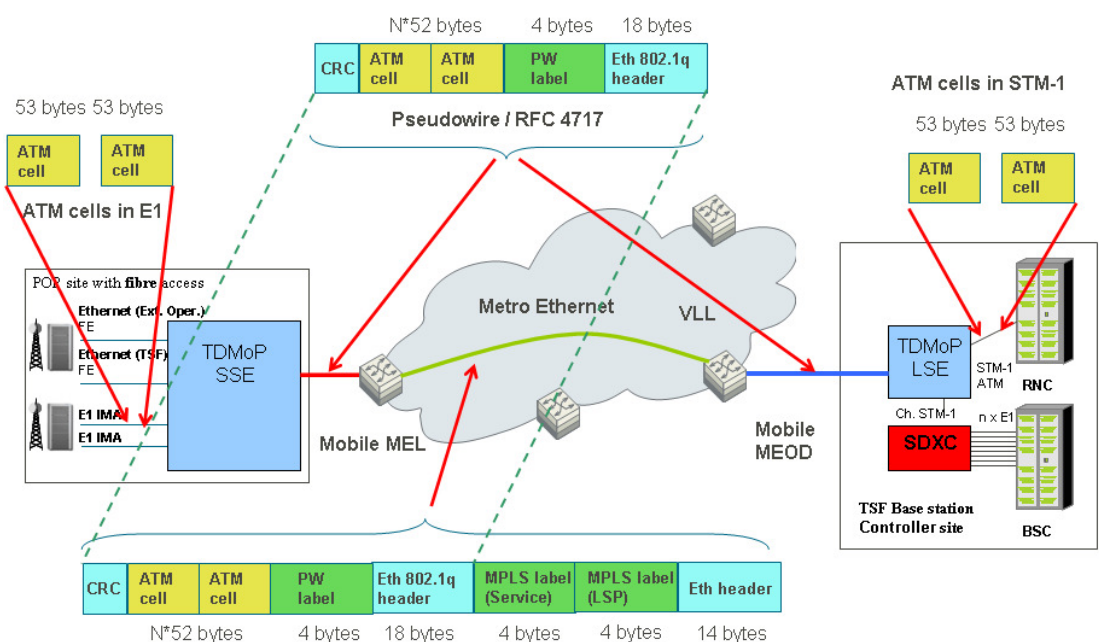 N*52 bytes 4 bytes 18 bytes
CRC ATM cell ATM cell PW label Eth 802.1q header
Pseudowire / RFC 4717
53 bytes 53 bytes
ATM cell ATM cell
ATM cells in E1
ATM cells in STM-1
53 bytes 53 bytes
ATM cell ATM cell
POP site with fibre access
Ethernet (Ext. Oper.)
FE
Ethernet (TSF)
FE
E1 IMA
E1 IMA
TDMoP
SSE
Mobile MEL
Metro Ethernet
VLL
Mobile
MEOD
TDMoP
LSE
STM-1
ATM
RNC
Ch. STM-1
n x E1
SDXC
TSF Base station
Controller site
BSC
CRC ATM cell ATM cell PW label Eth 802.1q header MPLS label (Service) MPLS label (LSP) Eth header
N*52 bytes 4 bytes 18 bytes 4 bytes 4 bytes 14 bytes